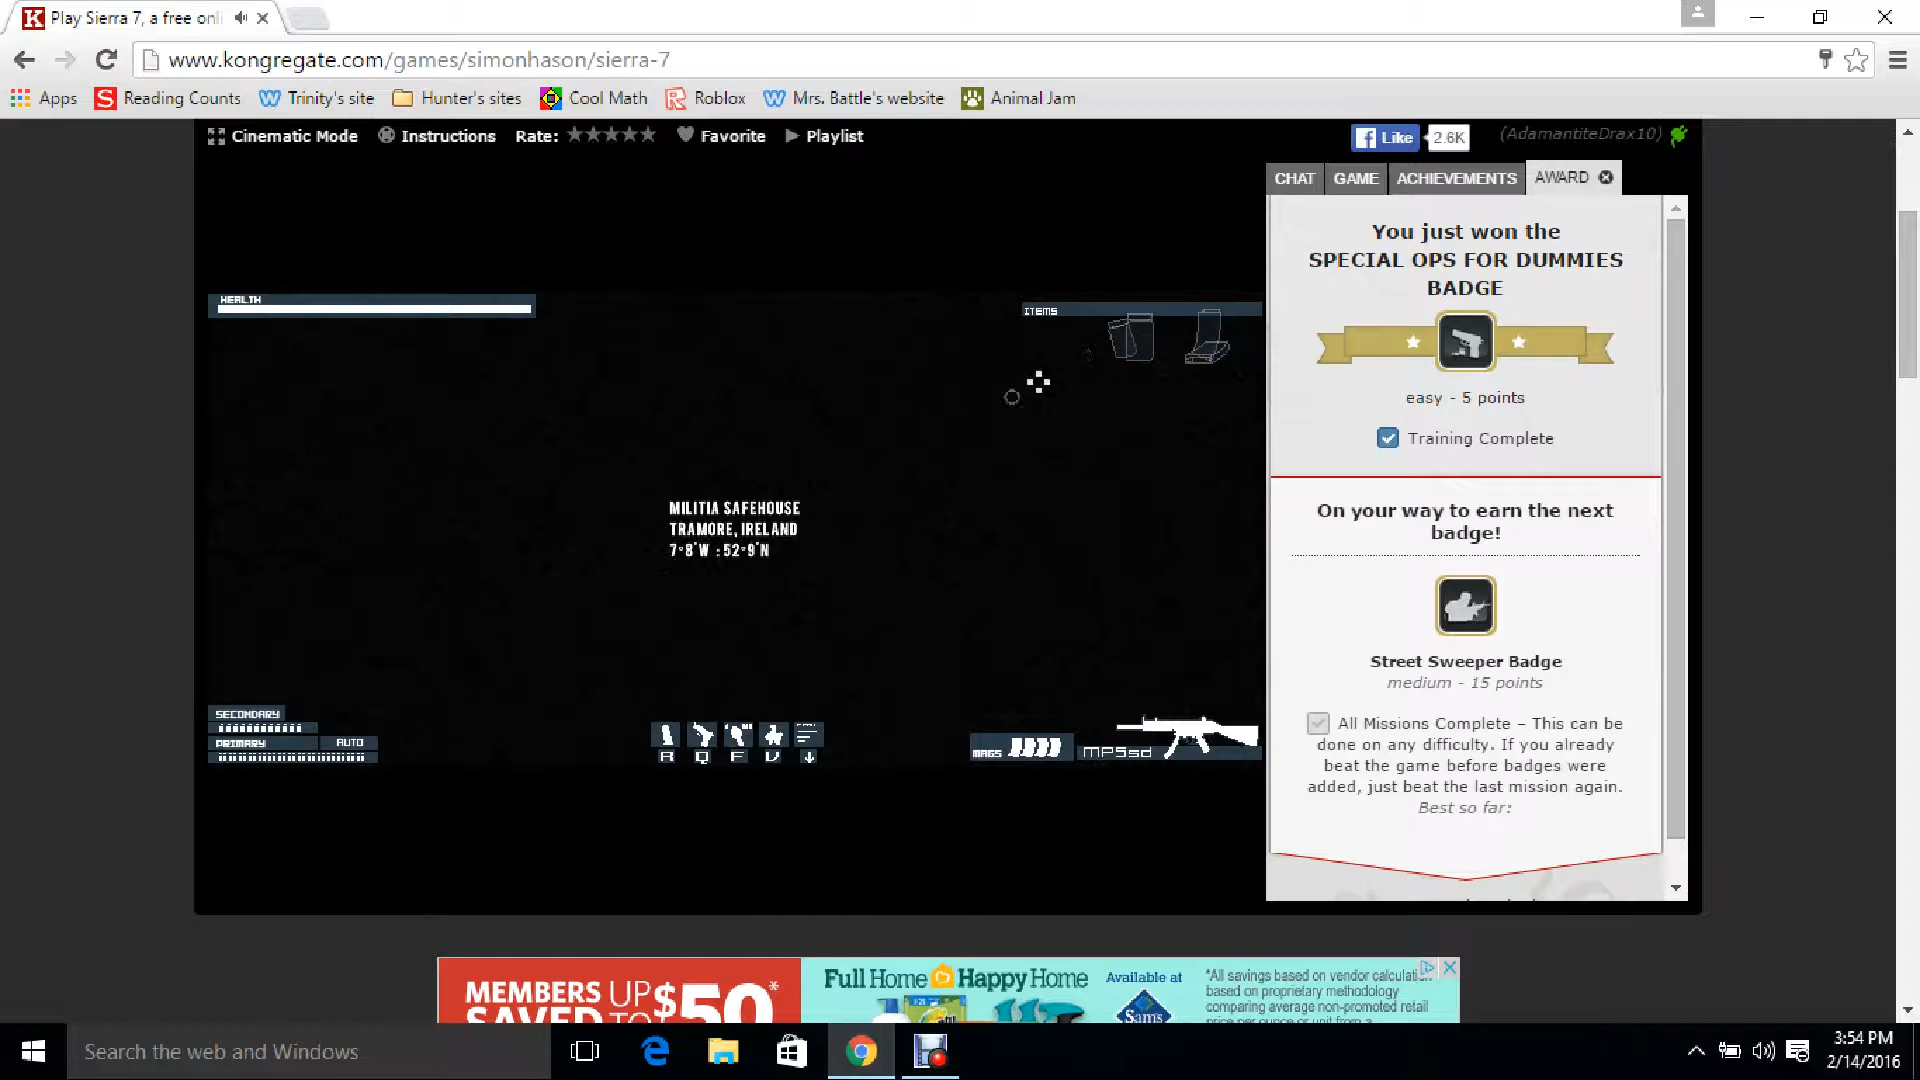 Play Sierra 7, a free onli
www.kongregate.com/games/simonhason/sierra-7
Apps Reading Counts Trinity's site Hunter's sites Cool Math Roblox Mrs. Battle's website Animal Jam
Cinematic Mode Instructions Rate: Favorite Playlist Like 2.6K (AdamantiteDrax10)
CHAT GAME ACHIEVEMENTS AWARD
You just won the
SPECIAL OPS FOR DUMMIES
BADGE
easy - 5 points
Training Complete
On your way to earn the next
badge!
Street Sweeper Badge
medium - 15 points
All Missions Complete – This can be
done on any difficulty. If you already
beat the game before badges were
added, just beat the last mission again.
Best so far:
HEALTH
ITEMS
MILITIA SAFEHOUSE
TRAMORE, IRELAND
7°8'W : 52°9'N
SECONDARY
PRIMARY AUTO
R Q F V
MAGS MP5sd
MEMBERS UP $50*
SAVED TO
Full Home Happy Home
Available at
Sam's
*All savings based on vendor calculati
based on proprietary methodology
comparing average non-promoted retail
Search the web and Windows
3:54 PM
2/14/2016